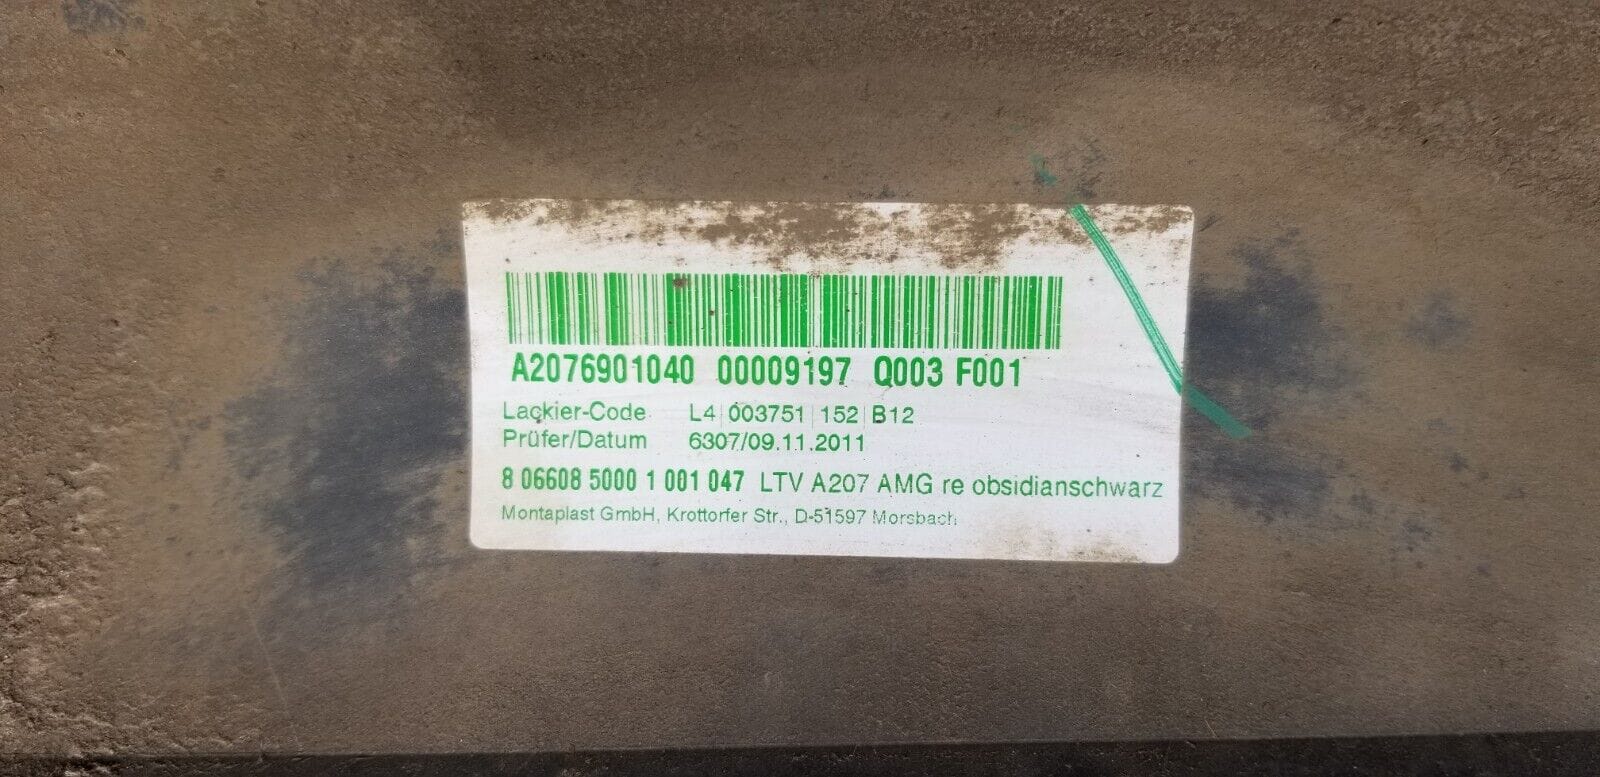 A2076901040 00009197 Q003 F001
Lackier-Code L4 | 003751 | 152 | B12
Prüfer/Datum 6307/09.11.2011
8 06608 5000 1 001 047 LTV A207 AMG re obsidianschwarz
Montaplast GmbH, Krottorfer Str., D-51597 Morsbach